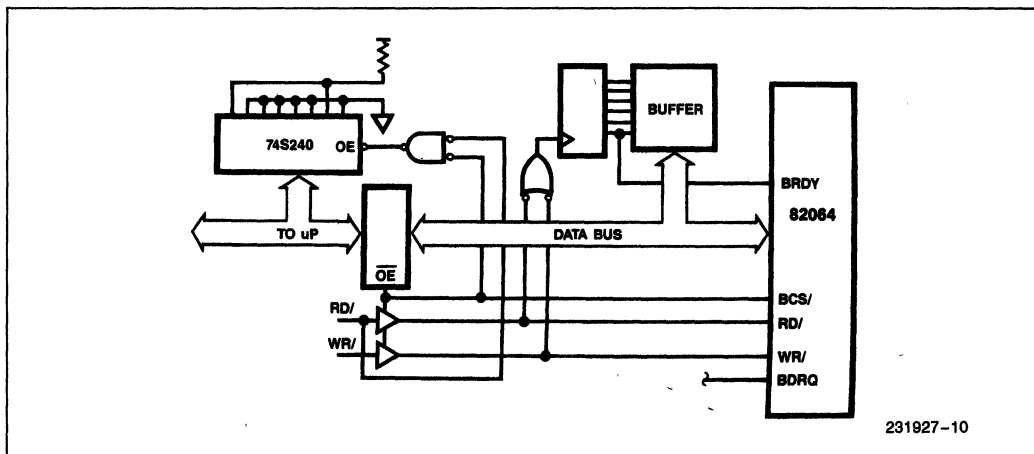 74S240
OE
BUFFER
BRDY
82064
TO uP
DATA BUS
OE
BCS/
RD/
RD/
WR/
WR/
BDRQ
231927-10